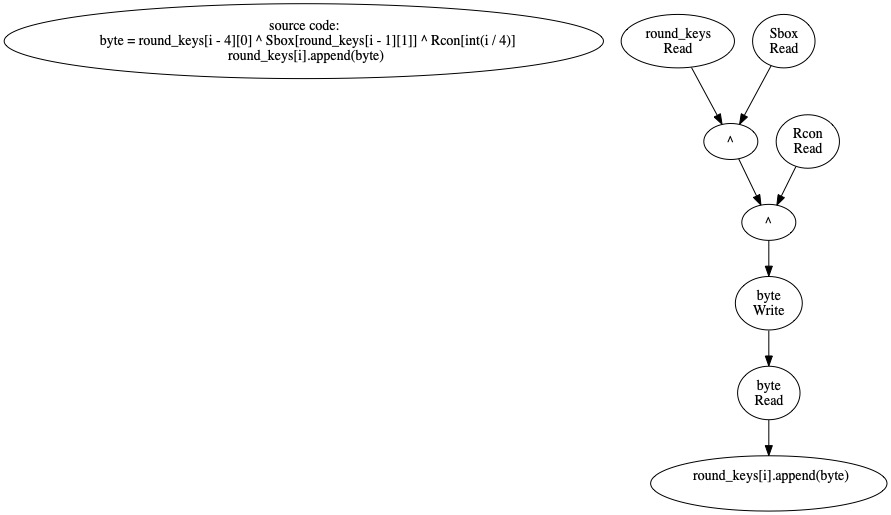 source code:
byte = round_keys[i - 4][0] ^ Sbox[round_keys[i - 1][1]] ^ Rcon[int(i / 4)]
round_keys[i].append(byte)
round_keys
Read
Sbox
Read
^
Rcon
Read
^
byte
Write
byte
Read
round_keys[i].append(byte)